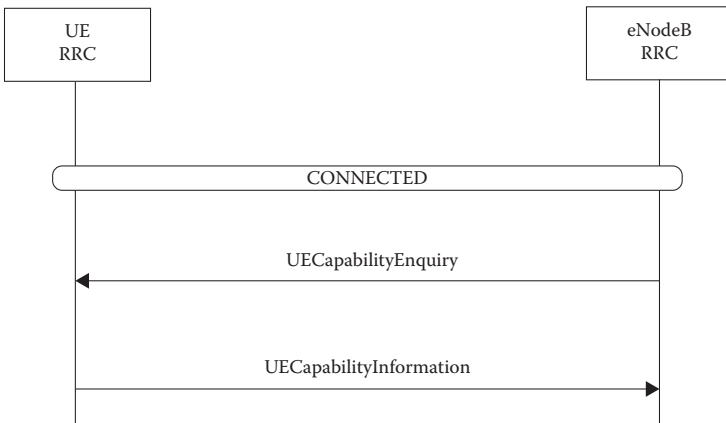 UE
RRC
eNodeB
RRC
CONNECTED
UECapabilityEnquiry
UECapabilityInformation